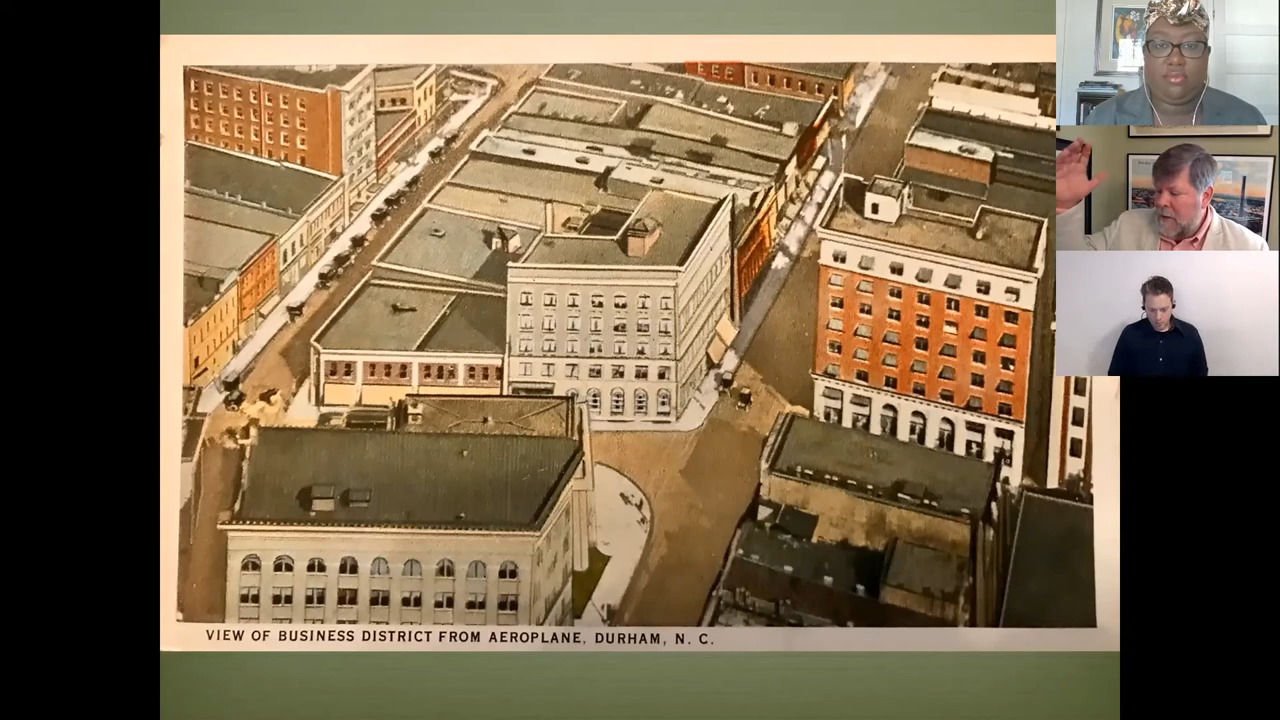 VIEW OF BUSINESS DISTRICT FROM AEROPLANE, DURHAM, N. C.